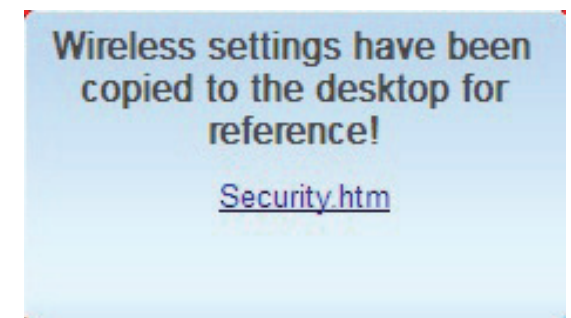 Wireless settings have been
copied to the desktop for
reference!
Security.htm